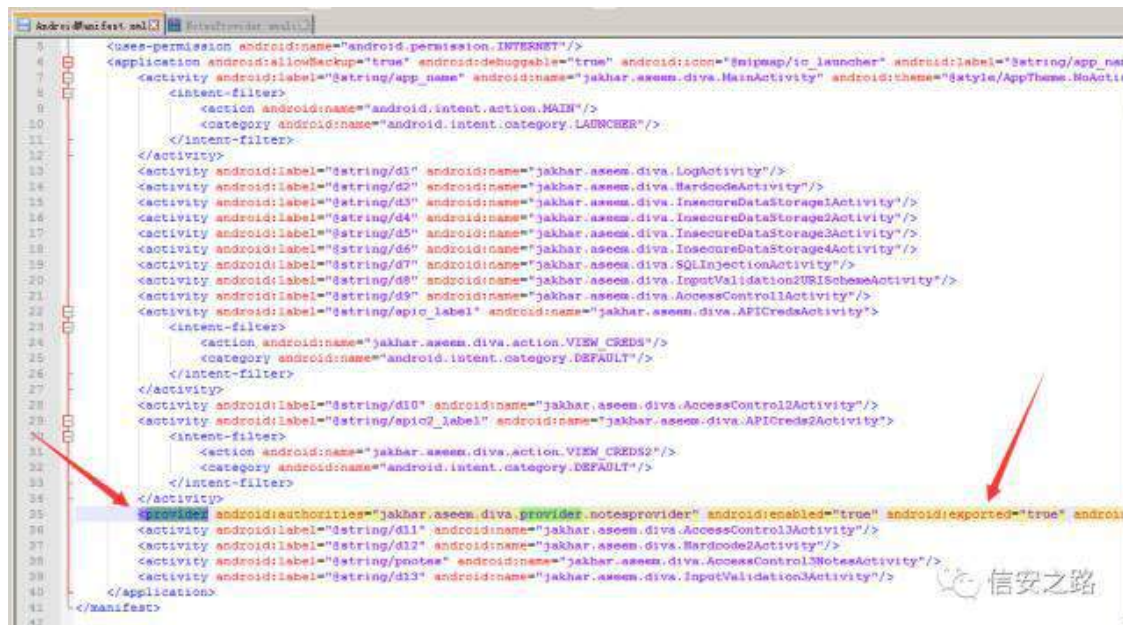 AndroidManifest.xml NotesProvider.smali
5 <uses-permission android:name="android.permission.INTERNET"/>
6 <application android:allowBackup="true" android:debuggable="true" android:icon="@mipmap/ic_launcher" android:label="@string/app_na
7 <activity android:label="@string/app_name" android:name="jakhar.aseem.diva.MainActivity" android:theme="@style/AppTheme.NoActi
8 <intent-filter>
9 <action android:name="android.intent.action.MAIN"/>
10 <category android:name="android.intent.category.LAUNCHER"/>
11 </intent-filter>
12 </activity>
13 <activity android:label="@string/d1" android:name="jakhar.aseem.diva.LogActivity"/>
14 <activity android:label="@string/d2" android:name="jakhar.aseem.diva.HardcodeActivity"/>
15 <activity android:label="@string/d3" android:name="jakhar.aseem.diva.InsecureDataStorage1Activity"/>
16 <activity android:label="@string/d4" android:name="jakhar.aseem.diva.InsecureDataStorage2Activity"/>
17 <activity android:label="@string/d5" android:name="jakhar.aseem.diva.InsecureDataStorage3Activity"/>
18 <activity android:label="@string/d6" android:name="jakhar.aseem.diva.InsecureDataStorage4Activity"/>
19 <activity android:label="@string/d7" android:name="jakhar.aseem.diva.SQLInjectionActivity"/>
20 <activity android:label="@string/d8" android:name="jakhar.aseem.diva.InputValidation2URISchemeActivity"/>
21 <activity android:label="@string/d9" android:name="jakhar.aseem.diva.AccessControl1Activity"/>
22 <activity android:label="@string/apic_label" android:name="jakhar.aseem.diva.APICredsActivity">
23 <intent-filter>
24 <action android:name="jakhar.aseem.diva.action.VIEW_CREDS"/>
25 <category android:name="android.intent.category.DEFAULT"/>
26 </intent-filter>
27 </activity>
28 <activity android:label="@string/d10" android:name="jakhar.aseem.diva.AccessControl2Activity"/>
29 <activity android:label="@string/apic2_label" android:name="jakhar.aseem.diva.APICreds2Activity">
30 <intent-filter>
31 <action android:name="jakhar.aseem.diva.action.VIEW_CREDS2"/>
32 <category android:name="android.intent.category.DEFAULT"/>
33 </intent-filter>
34 </activity>
35 <provider android:authorities="jakhar.aseem.diva.provider.notesprovider" android:enabled="true" android:exported="true" androi
36 <activity android:label="@string/d11" android:name="jakhar.aseem.diva.AccessControl3Activity"/>
37 <activity android:label="@string/d12" android:name="jakhar.aseem.diva.Hardcode2Activity"/>
38 <activity android:label="@string/pnotes" android:name="jakhar.aseem.diva.AccessControl3NotesActivity"/>
39 <activity android:label="@string/d13" android:name="jakhar.aseem.diva.InputValidation3Activity"/>
40 </application>
41 </manifest>
42
信安之路